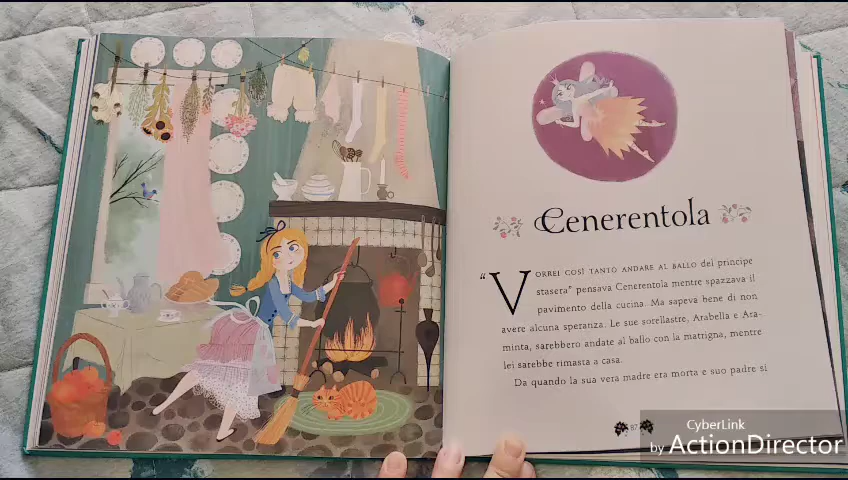 Cenerentola
"VORREI COSÌ TANTO ANDARE AL BALLO del principe
stasera" pensava Cenerentola mentre spazzava il
pavimento della cucina. Ma sapeva bene di non
avere alcuna speranza. Le sue sorellastre, Arabella e Ara-
minta, sarebbero andate al ballo con la matrigna, mentre
lei sarebbe rimasta a casa.
Da quando la sua vera madre era morta e suo padre si
87
CyberLink
by ActionDirector